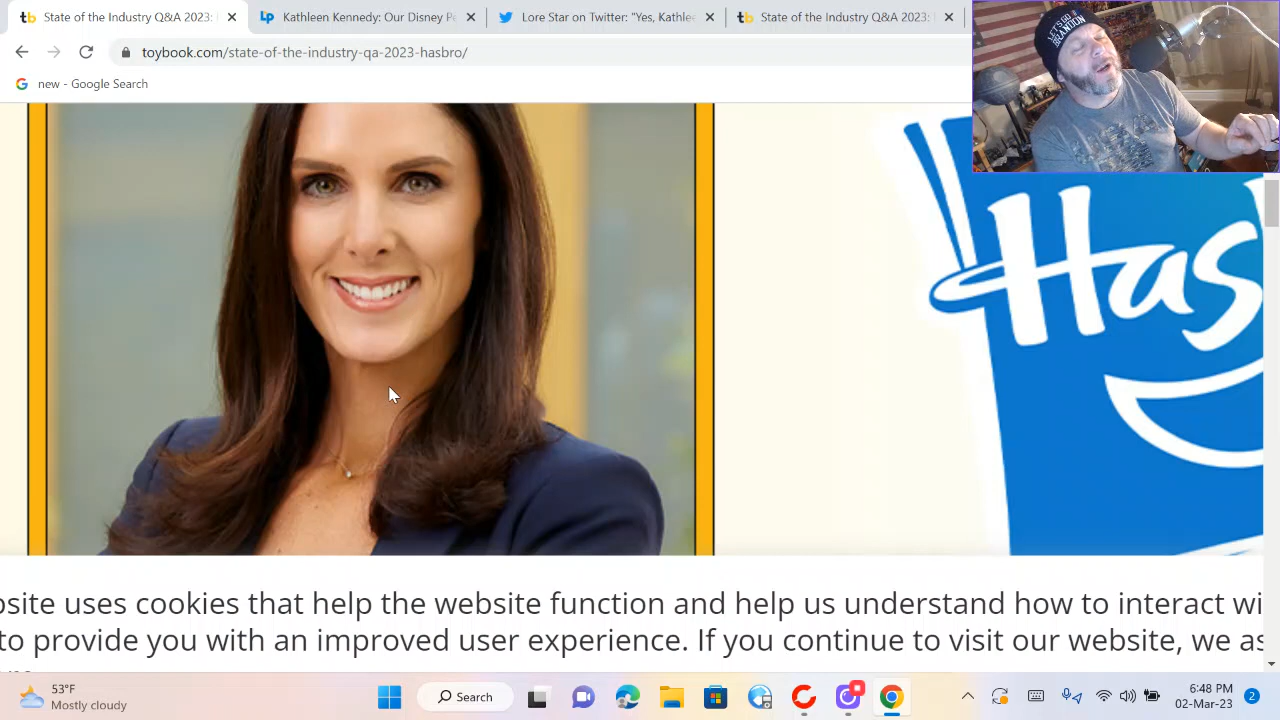 State of the Industry Q&A 2023:
Kathleen Kennedy: Our Disney P
Lore Star on Twitter: "Yes, Kathle
State of the Industry Q&A 2023:
toybook.com/state-of-the-industry-qa-2023-hasbro/
new - Google Search
LET'S GO
BRANDON
Has
site uses cookies that help the website function and help us understand how to interact wi
to provide you with an improved user experience. If you continue to visit our website, we as
53°F
Mostly cloudy
Search
6:48 PM
02-Mar-23
2